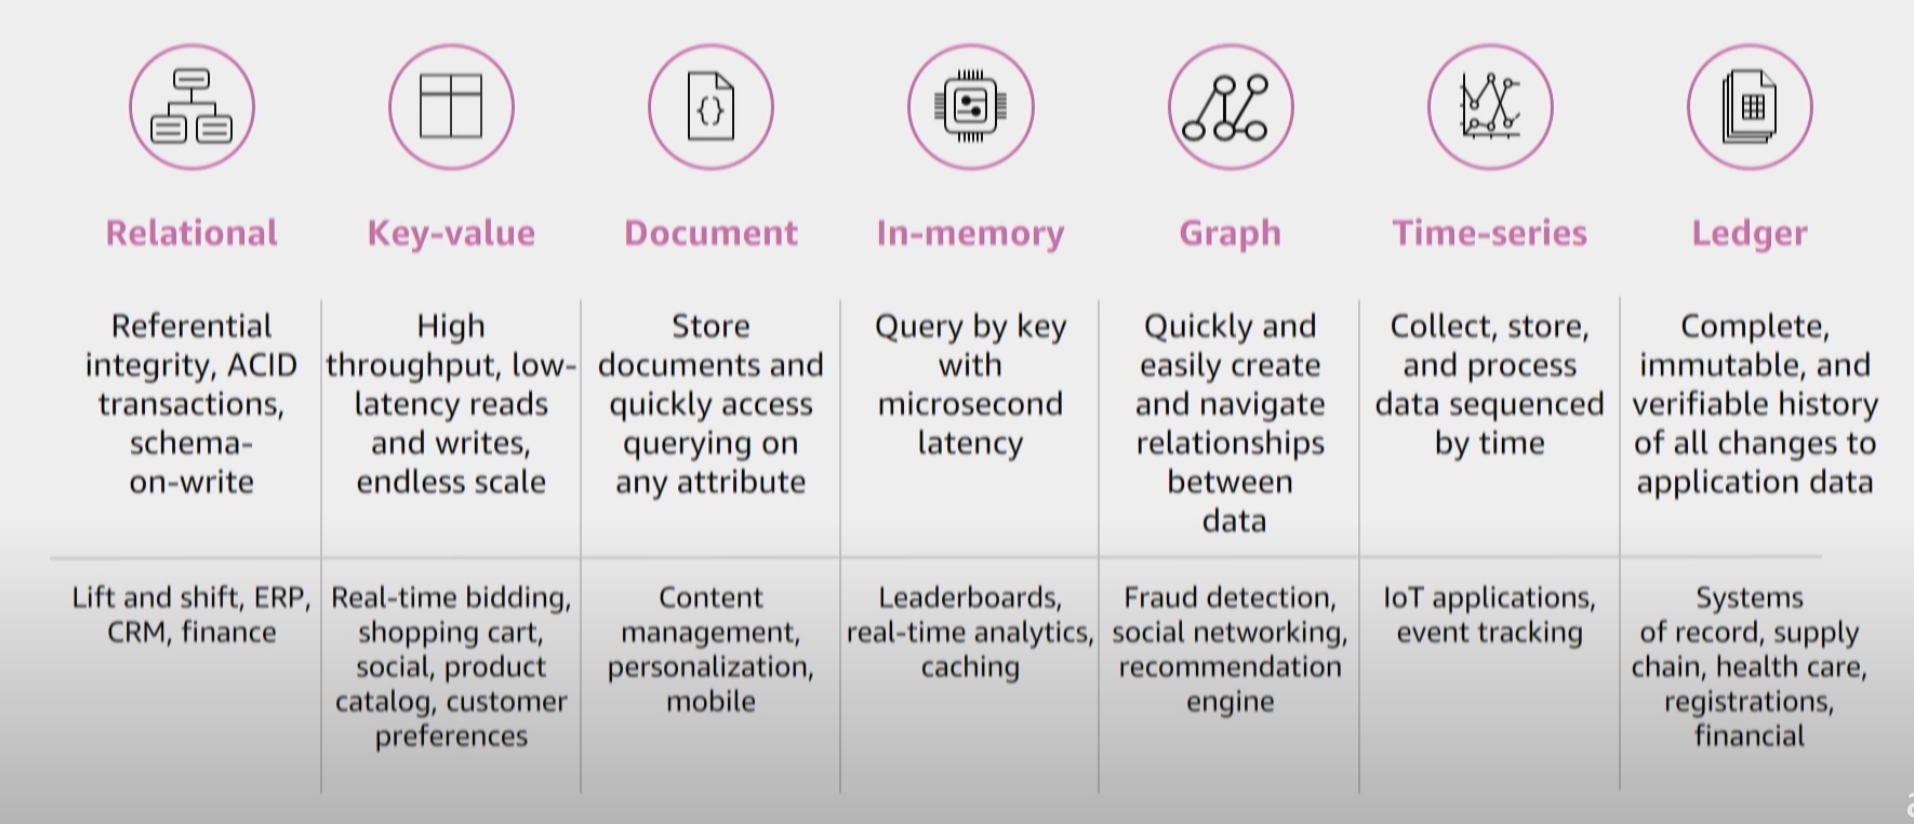 Relational
Key-value
Document
In-memory
Graph
Time-series
Ledger
Referential
integrity, ACID
transactions,
schema-
on-write
High
throughput, low-
latency reads
and writes,
endless scale
Store
documents and
quickly access
querying on
any attribute
Query by key
with
microsecond
latency
Quickly and
easily create
and navigate
relationships
between
data
Collect, store,
and process
data sequenced
by time
Complete,
immutable, and
verifiable history
of all changes to
application data
Lift and shift, ERP,
CRM, finance
Real-time bidding,
shopping cart,
social, product
catalog, customer
preferences
Content
management,
personalization,
mobile
Leaderboards,
real-time analytics,
caching
Fraud detection,
social networking,
recommendation
engine
IoT applications,
event tracking
Systems
of record, supply
chain, health care,
registrations,
financial